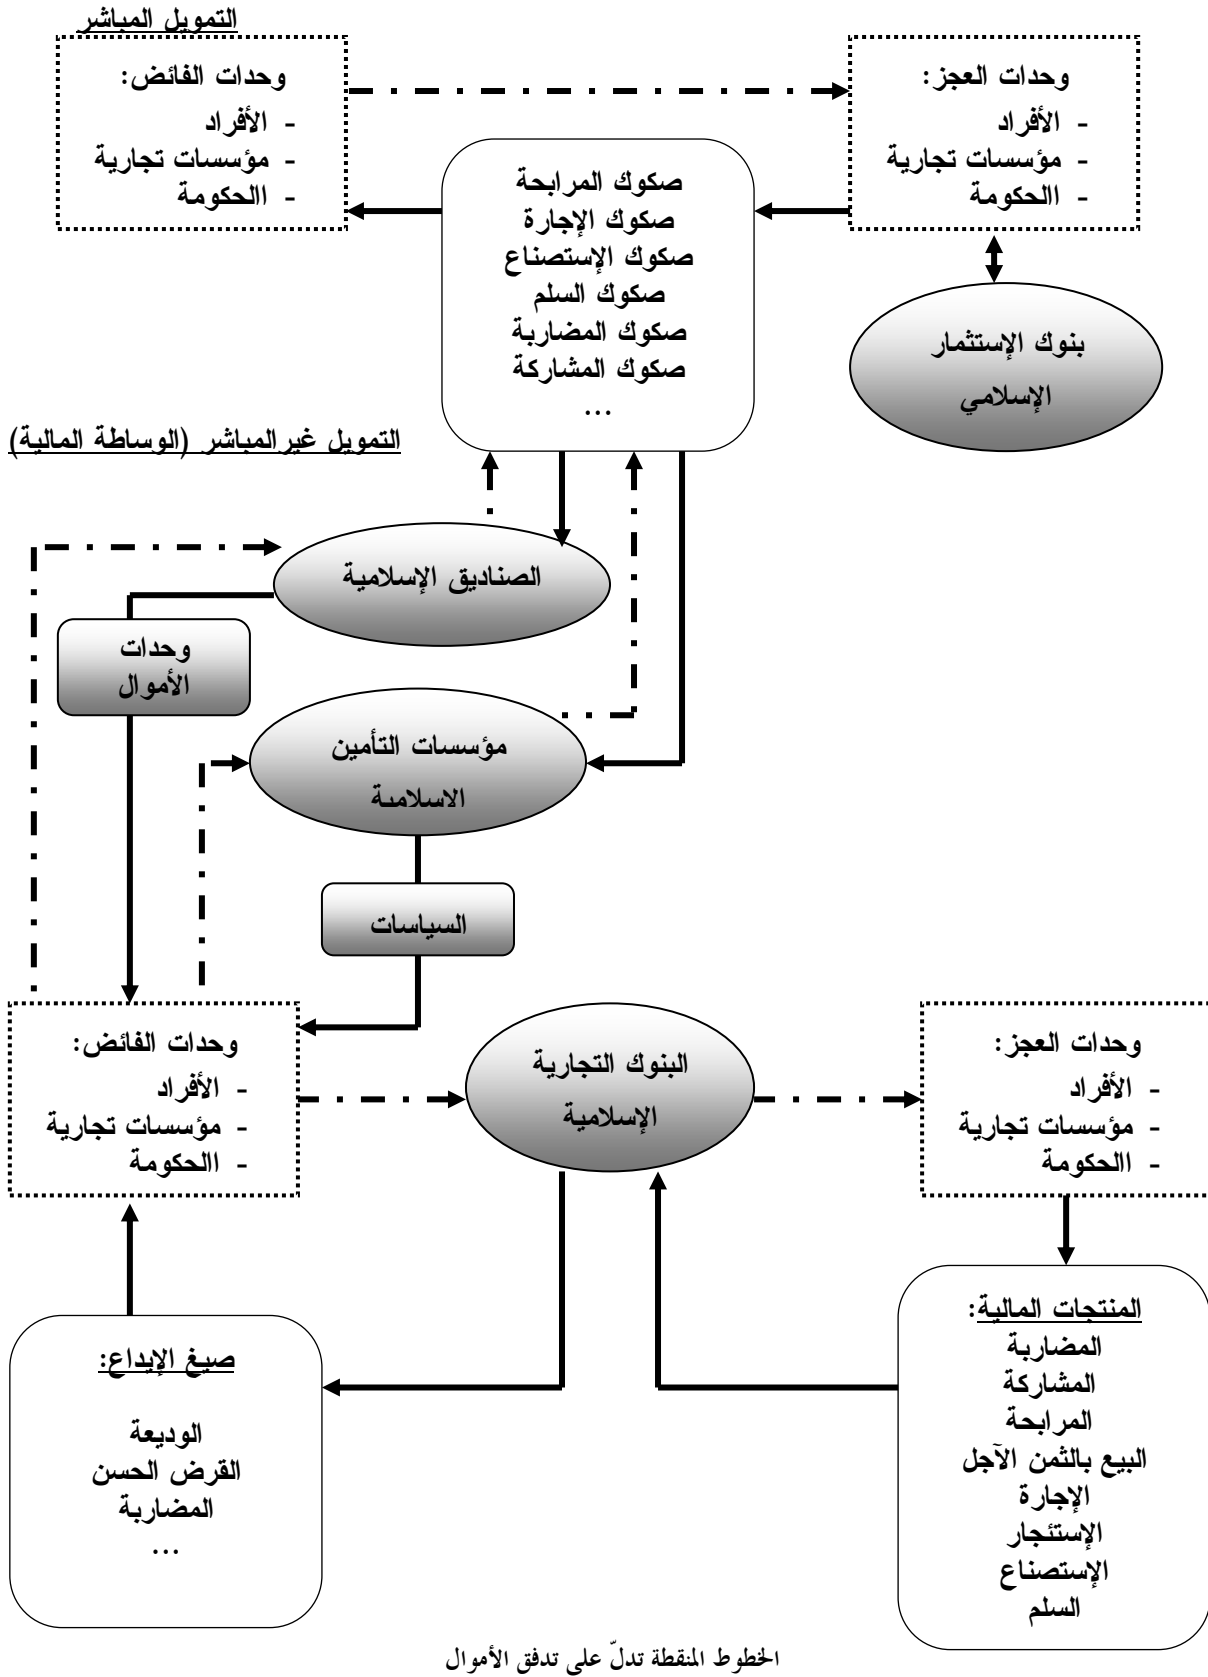 التمويل المباشر
وحدات العجز:
- الأفراد
- مؤسسات تجارية
- االحكومة
وحدات الفائض:
- الأفراد
- مؤسسات تجارية
- االحكومة
صكوك المرابحة
صكوك الإجارة
صكوك الإستصناع
صكوك السلم
صكوك المضاربة
صكوك المشاركة
...
بنوك الإستثمار
الإسلامي
التمويل غيرالمباشر (الوساطة المالية)
الصناديق الإسلامية
وحدات
الأموال
مؤسسات التأمين
الاسلامية
السياسات
وحدات العجز:
- الأفراد
- مؤسسات تجارية
- االحكومة
البنوك التجارية
الإسلامية
وحدات الفائض:
- الأفراد
- مؤسسات تجارية
- االحكومة
المنتجات المالية:
المضاربة
المشاركة
المرابحة
البيع بالثمن الآجل
الإجارة
الإستئجار
الإستصناع
السلم
صيغ الإيداع:
الوديعة
القرض الحسن
المضاربة
...
الخطوط المنقطة تدلّ على تدفق الأموال